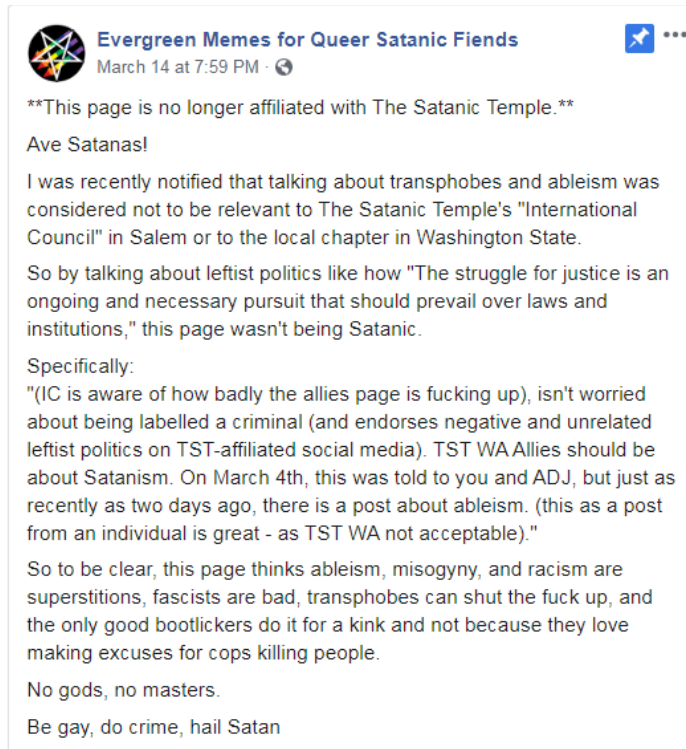 Evergreen Memes for Queer Satanic Fiends
March 14 at 7:59 PM ·
**This page is no longer affiliated with The Satanic Temple.**
Ave Satanas!
I was recently notified that talking about transphobes and ableism was
considered not to be relevant to The Satanic Temple's "International
Council" in Salem or to the local chapter in Washington State.
So by talking about leftist politics like how "The struggle for justice is an
ongoing and necessary pursuit that should prevail over laws and
institutions," this page wasn't being Satanic.
Specifically:
"(IC is aware of how badly the allies page is fucking up), isn't worried
about being labelled a criminal (and endorses negative and unrelated
leftist politics on TST-affiliated social media). TST WA Allies should be
about Satanism. On March 4th, this was told to you and ADJ, but just as
recently as two days ago, there is a post about ableism. (this as a post
from an individual is great - as TST WA not acceptable)."
So to be clear, this page thinks ableism, misogyny, and racism are
superstitions, fascists are bad, transphobes can shut the fuck up, and
the only good bootlickers do it for a kink and not because they love
making excuses for cops killing people.
No gods, no masters.
Be gay, do crime, hail Satan